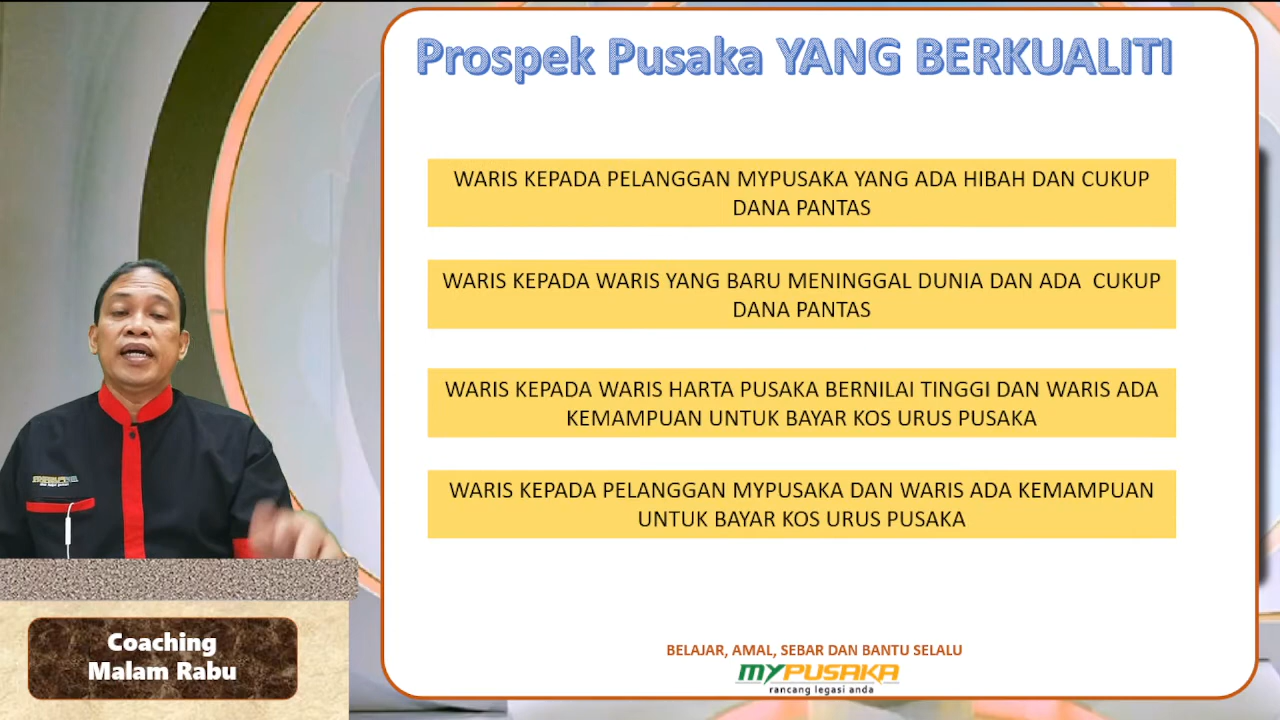 Prospek Pusaka YANG BERKUALITI
WARIS KEPADA PELANGGAN MYPUSAKA YANG ADA HIBAH DAN CUKUP
DANA PANTAS
WARIS KEPADA WARIS YANG BARU MENINGGAL DUNIA DAN ADA CUKUP
DANA PANTAS
WARIS KEPADA WARIS HARTA PUSAKA BERNILAI TINGGI DAN WARIS ADA
KEMAMPUAN UNTUK BAYAR KOS URUS PUSAKA
WARIS KEPADA PELANGGAN MYPUSAKA DAN WARIS ADA KEMAMPUAN
UNTUK BAYAR KOS URUS PUSAKA
Coaching
Malam Rabu
BELAJAR, AMAL, SEBAR DAN BANTU SELALU
MYPUSAKA
rancang legasi anda